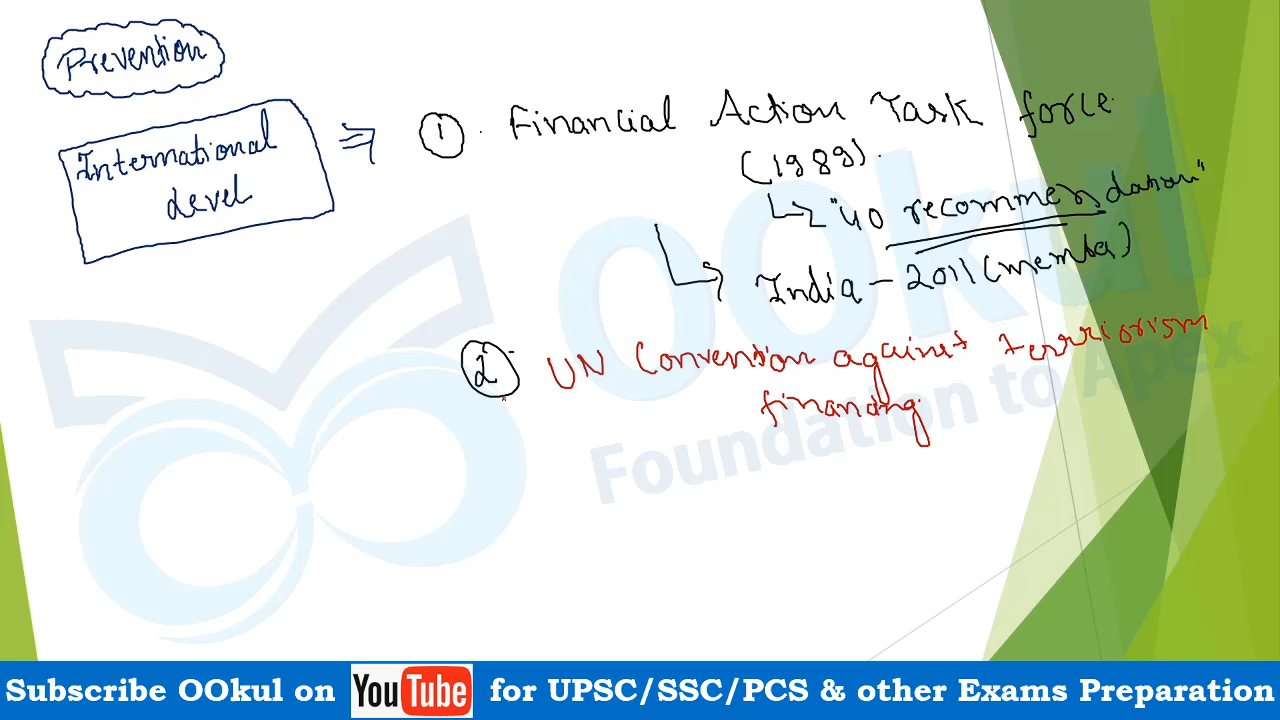 Prevention
International
Level
⇒ ① Financial Action Task force
(1989).
↳ "40 recommendation"
↳ India – 2011 (member)
② UN Convention against terriorism
financing
OOkul
Foundation to Apex
Subscribe OOkul on YouTube for UPSC/SSC/PCS & other Exams Preparation